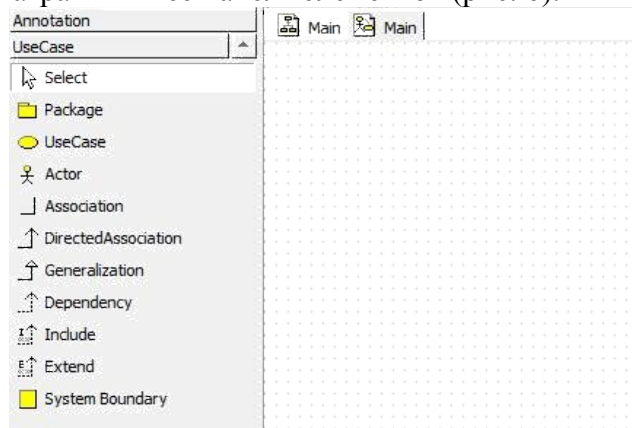 Annotation
Main Main
UseCase
Select
Package
UseCase
Actor
Association
DirectedAssociation
Generalization
Dependency
Include
Extend
System Boundary